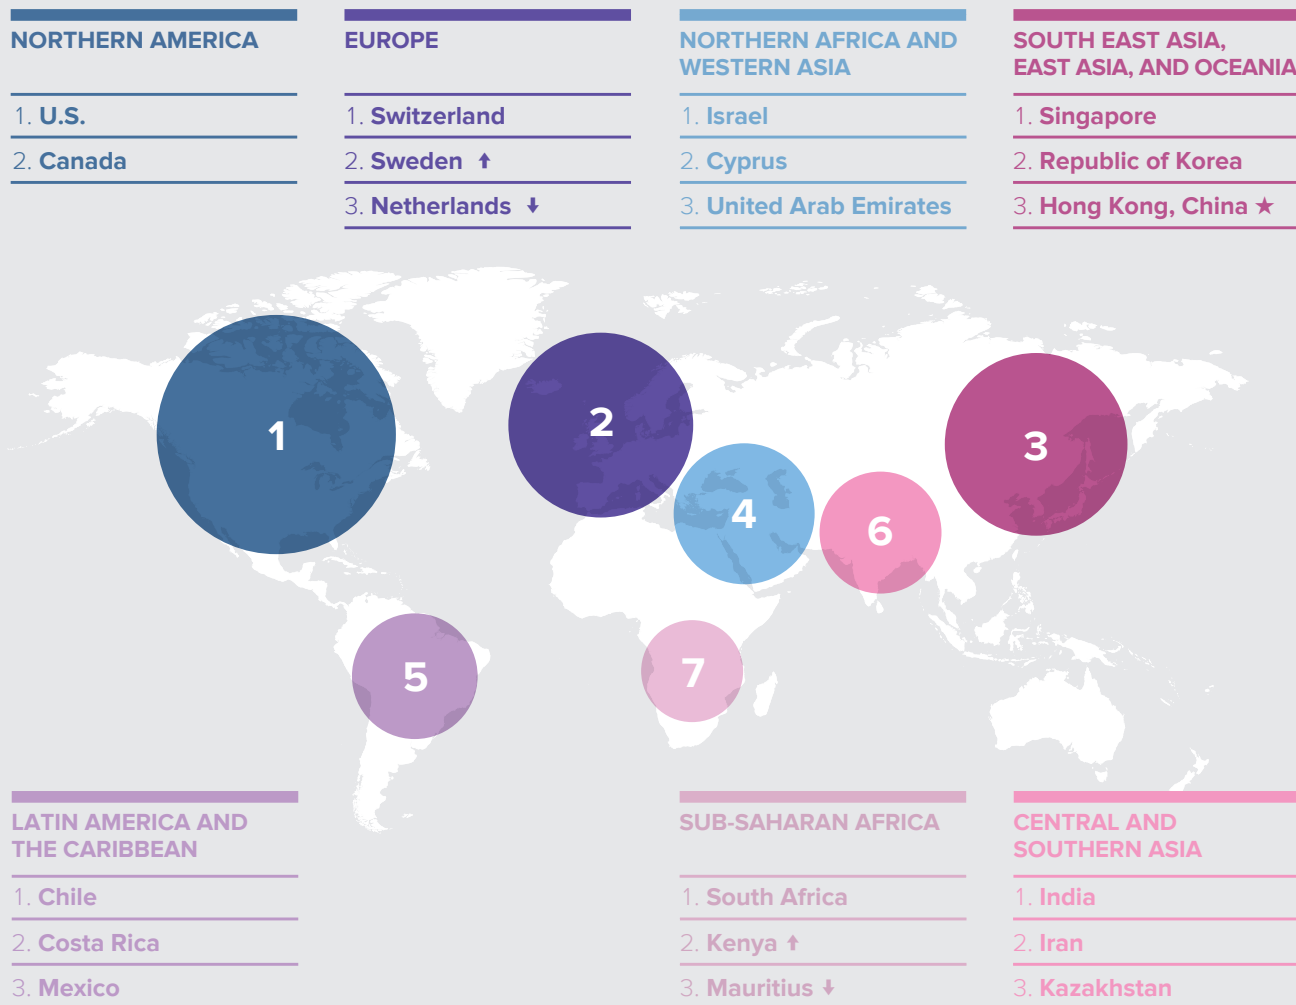 NORTHERN AMERICA
1. U.S.
2. Canada
EUROPE
1. Switzerland
2. Sweden ↑
3. Netherlands ↓
NORTHERN AFRICA AND
WESTERN ASIA
1. Israel
2. Cyprus
3. United Arab Emirates
SOUTH EAST ASIA,
EAST ASIA, AND OCEANIA
1. Singapore
2. Republic of Korea
3. Hong Kong, China ★
1
2
3
4
6
5
7
LATIN AMERICA AND
THE CARIBBEAN
1. Chile
2. Costa Rica
3. Mexico
SUB-SAHARAN AFRICA
1. South Africa
2. Kenya ↑
3. Mauritius ↓
CENTRAL AND
SOUTHERN ASIA
1. India
2. Iran
3. Kazakhstan